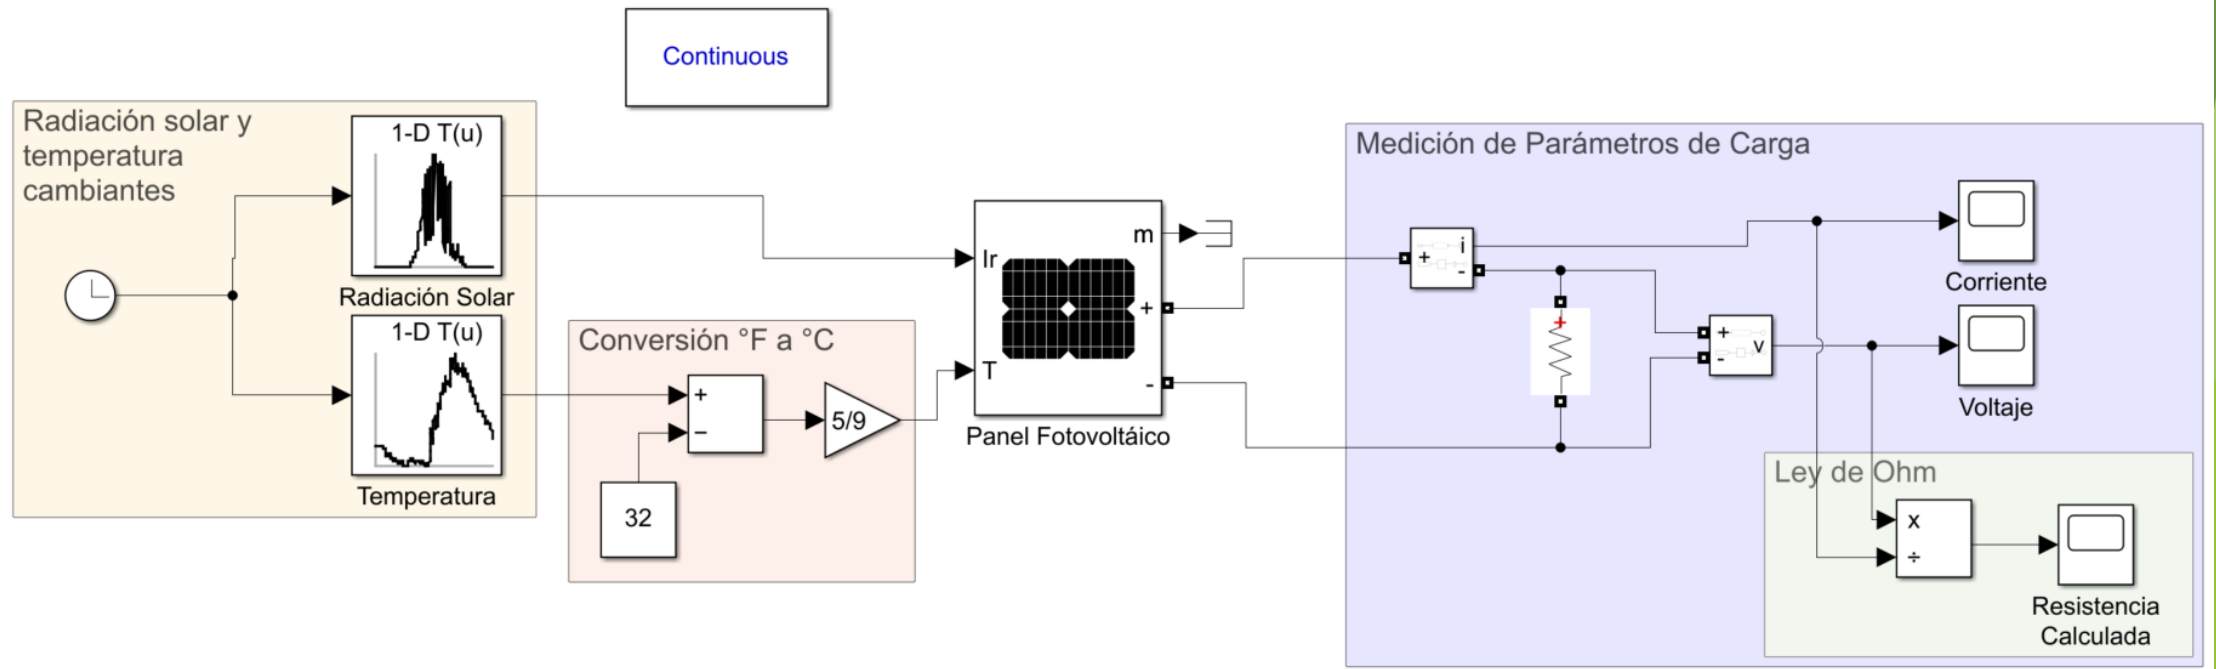 Continuous
Radiación solar y
temperatura
cambiantes
1-D T(u)
Radiación Solar
1-D T(u)
Temperatura
Conversión °F a °C
+
−
5/9
32
Ir
T
m
+
-
Panel Fotovoltáico
Medición de Parámetros de Carga
+
i
-
+
+
-
v
Corriente
Voltaje
Ley de Ohm
x
÷
Resistencia
Calculada